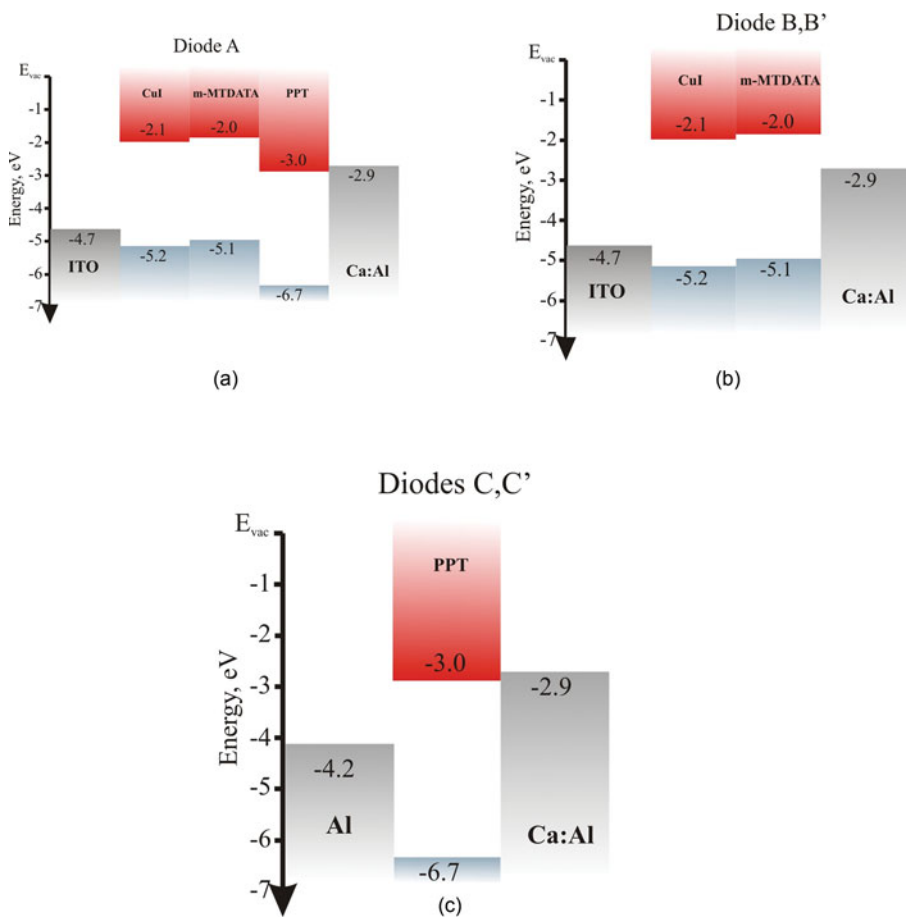 Diode A
E_vac
CuI m-MTDATA PPT
-1
-2
-3
-4
-5
-6
-7
Energy, eV
-2.1 -2.0
-3.0
-2.9
-4.7
-5.2 -5.1
-6.7
ITO
Ca:Al
(a)
Diode B,B’
E_vac
CuI m-MTDATA
-1
-2
-3
-4
-5
-6
-7
Energy, eV
-2.1 -2.0
-2.9
-4.7
-5.2 -5.1
ITO
Ca:Al
(b)
Diodes C,C’
E_vac
PPT
-1
-2
-3
-4
-5
-6
-7
Energy, eV
-3.0
-2.9
-4.2
Al
Ca:Al
-6.7
(c)